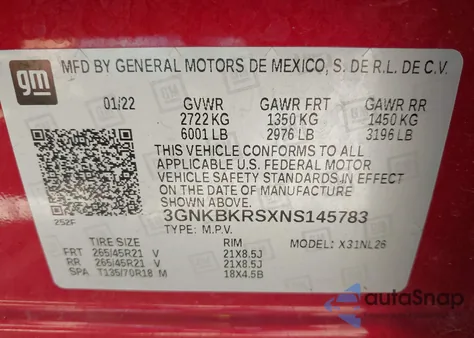 gm
MFD BY GENERAL MOTORS DE MEXICO, S. DE R.L. DE C.V.
01/22 GVWR GAWR FRT GAWR RR
2722 KG 1350 KG 1450 KG
6001 LB 2976 LB 3196 LB
THIS VEHICLE CONFORMS TO ALL
APPLICABLE U.S. FEDERAL MOTOR
VEHICLE SAFETY STANDARDS IN EFFECT
ON THE DATE OF MANUFACTURE
SHOWN ABOVE.
252F 3GNKBKRSXNS145783
TYPE: M.P.V. MODEL: X31NL26
TIRE SIZE RIM
FRT 265/45R21 V 21X8.5J
RR 265/45R21 V 21X8.5J
SPA T135/70R18 M 18X4.5B
autoSnap